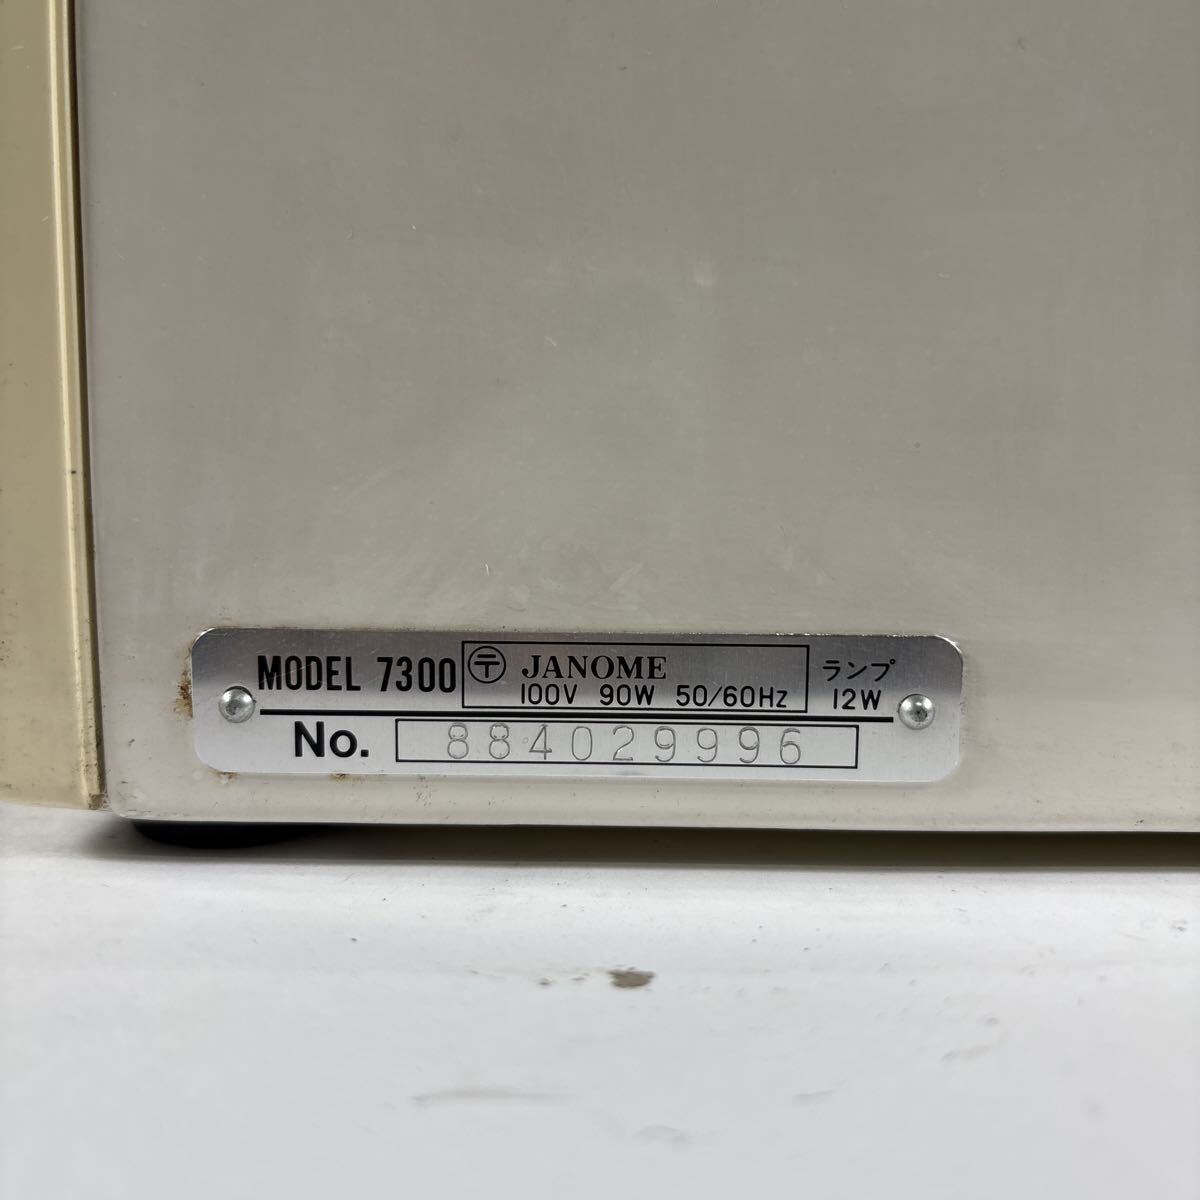 MODEL 7300 〶 JANOME ランプ
100V 90W 50/60Hz 12W
No. 884029996